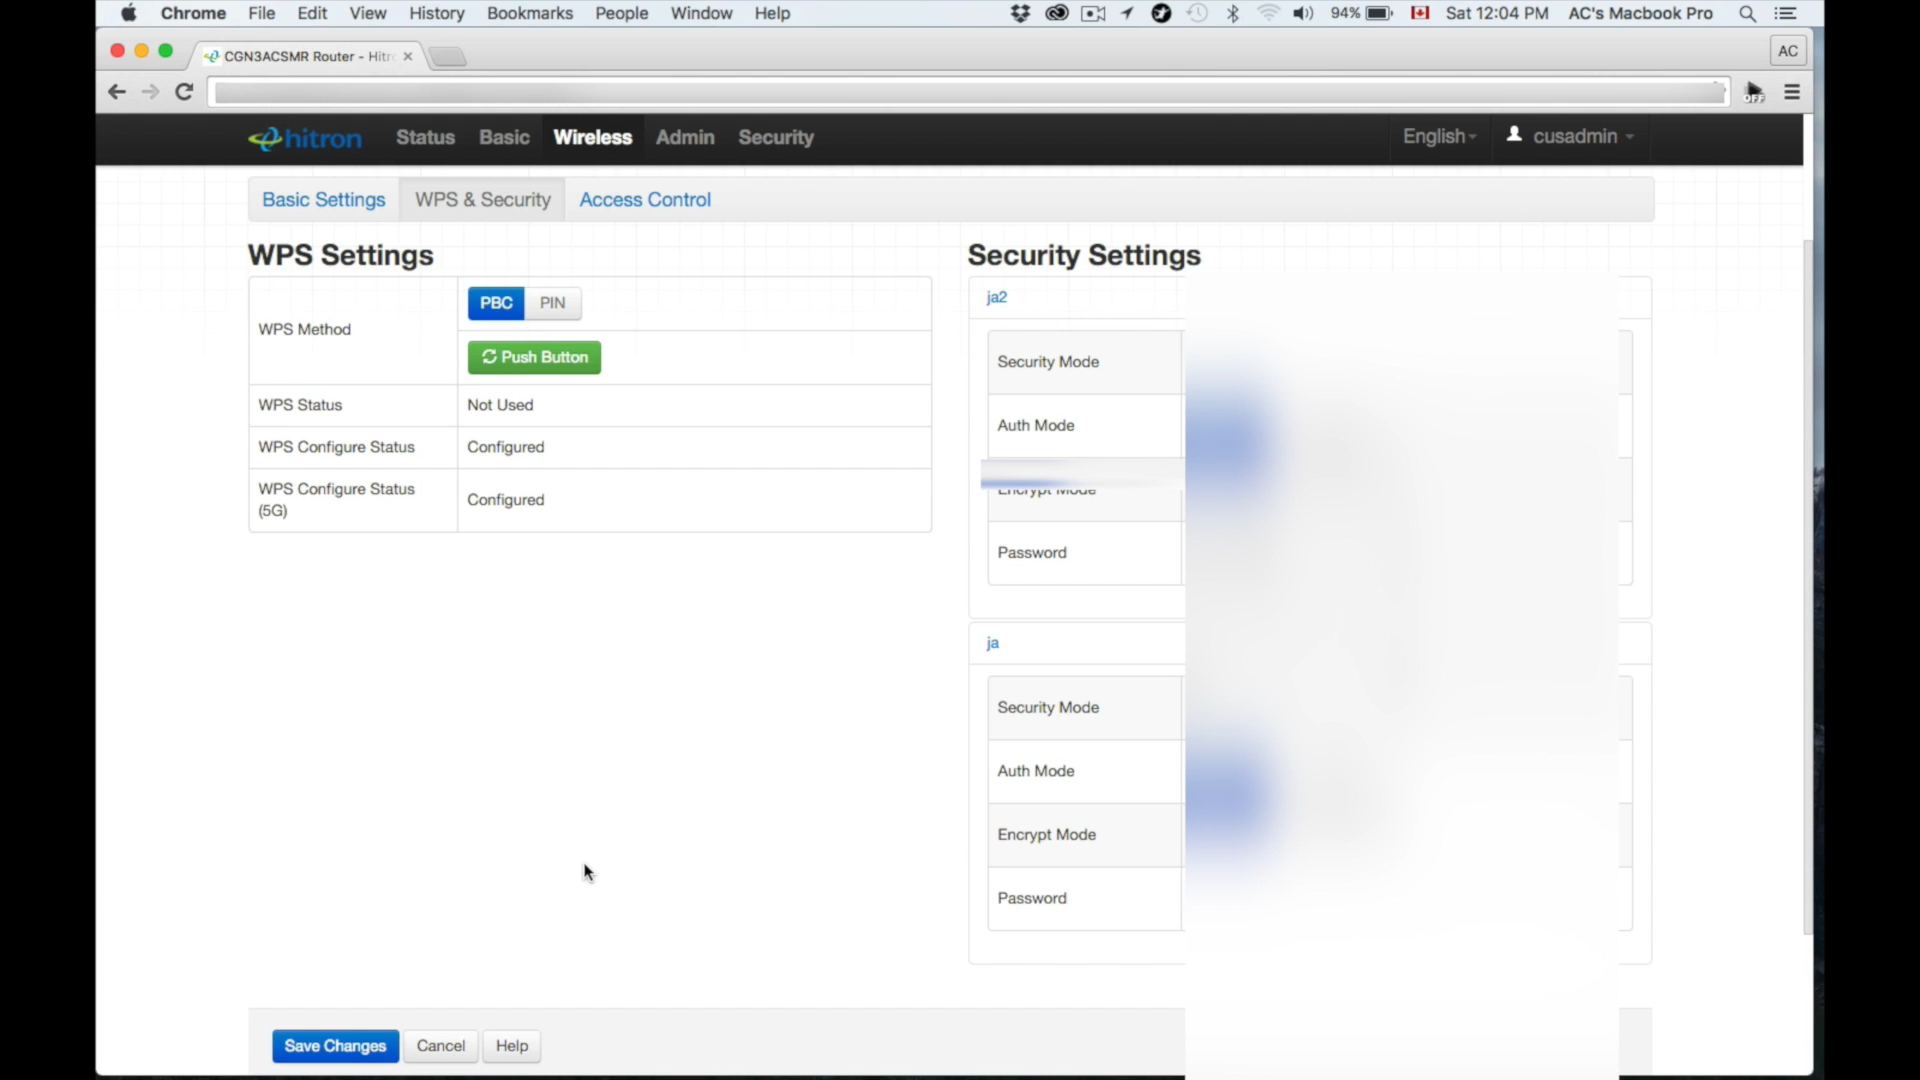 Chrome File Edit View History Bookmarks People Window Help 94% Sat 12:04 PM AC's Macbook Pro
CGN3ACSMR Router - Hitr AC
OFF
hitron Status Basic Wireless Admin Security English cusadmin
Basic Settings WPS & Security Access Control
WPS Settings
WPS Method PBC PIN
Push Button
WPS Status Not Used
WPS Configure Status Configured
WPS Configure Status (5G) Configured
Security Settings
ja2
Security Mode
Auth Mode
Encrypt Mode
Password
ja
Security Mode
Auth Mode
Encrypt Mode
Password
Save Changes Cancel Help